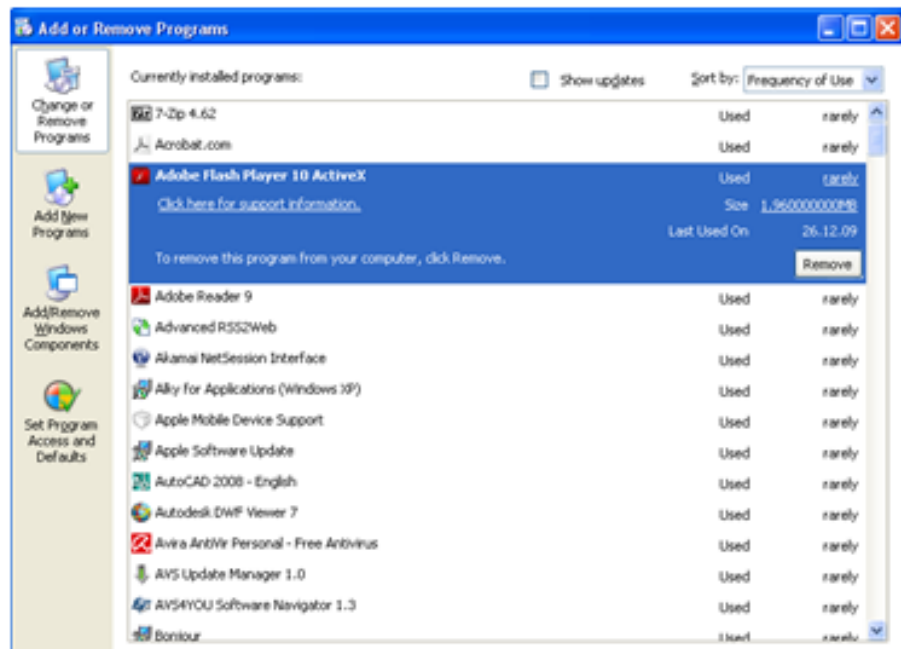 Add or Remove Programs
Change or
Remove
Programs
Add New
Programs
Add/Remove
Windows
Components
Set Program
Access and
Defaults
Currently installed programs:
Show updates
Sort by: Frequency of Use
7-Zip 4.62 Used rarely
Acrobat.com Used rarely
Adobe Flash Player 10 ActiveX Used rarely
Click here for support information. Size 1.960000000MB
Last Used On 26.12.09
To remove this program from your computer, click Remove. Remove
Adobe Reader 9 Used rarely
Advanced RSS2Web Used rarely
Akamai NetSession Interface Used rarely
Alky for Applications (Windows XP) Used rarely
Apple Mobile Device Support Used rarely
Apple Software Update Used rarely
AutoCAD 2008 - English Used rarely
Autodesk DWF Viewer 7 Used rarely
Avira AntiVir Personal - Free Antivirus Used rarely
AVS Update Manager 1.0 Used rarely
AVS4YOU Software Navigator 1.3 Used rarely
Bonjour Used rarely